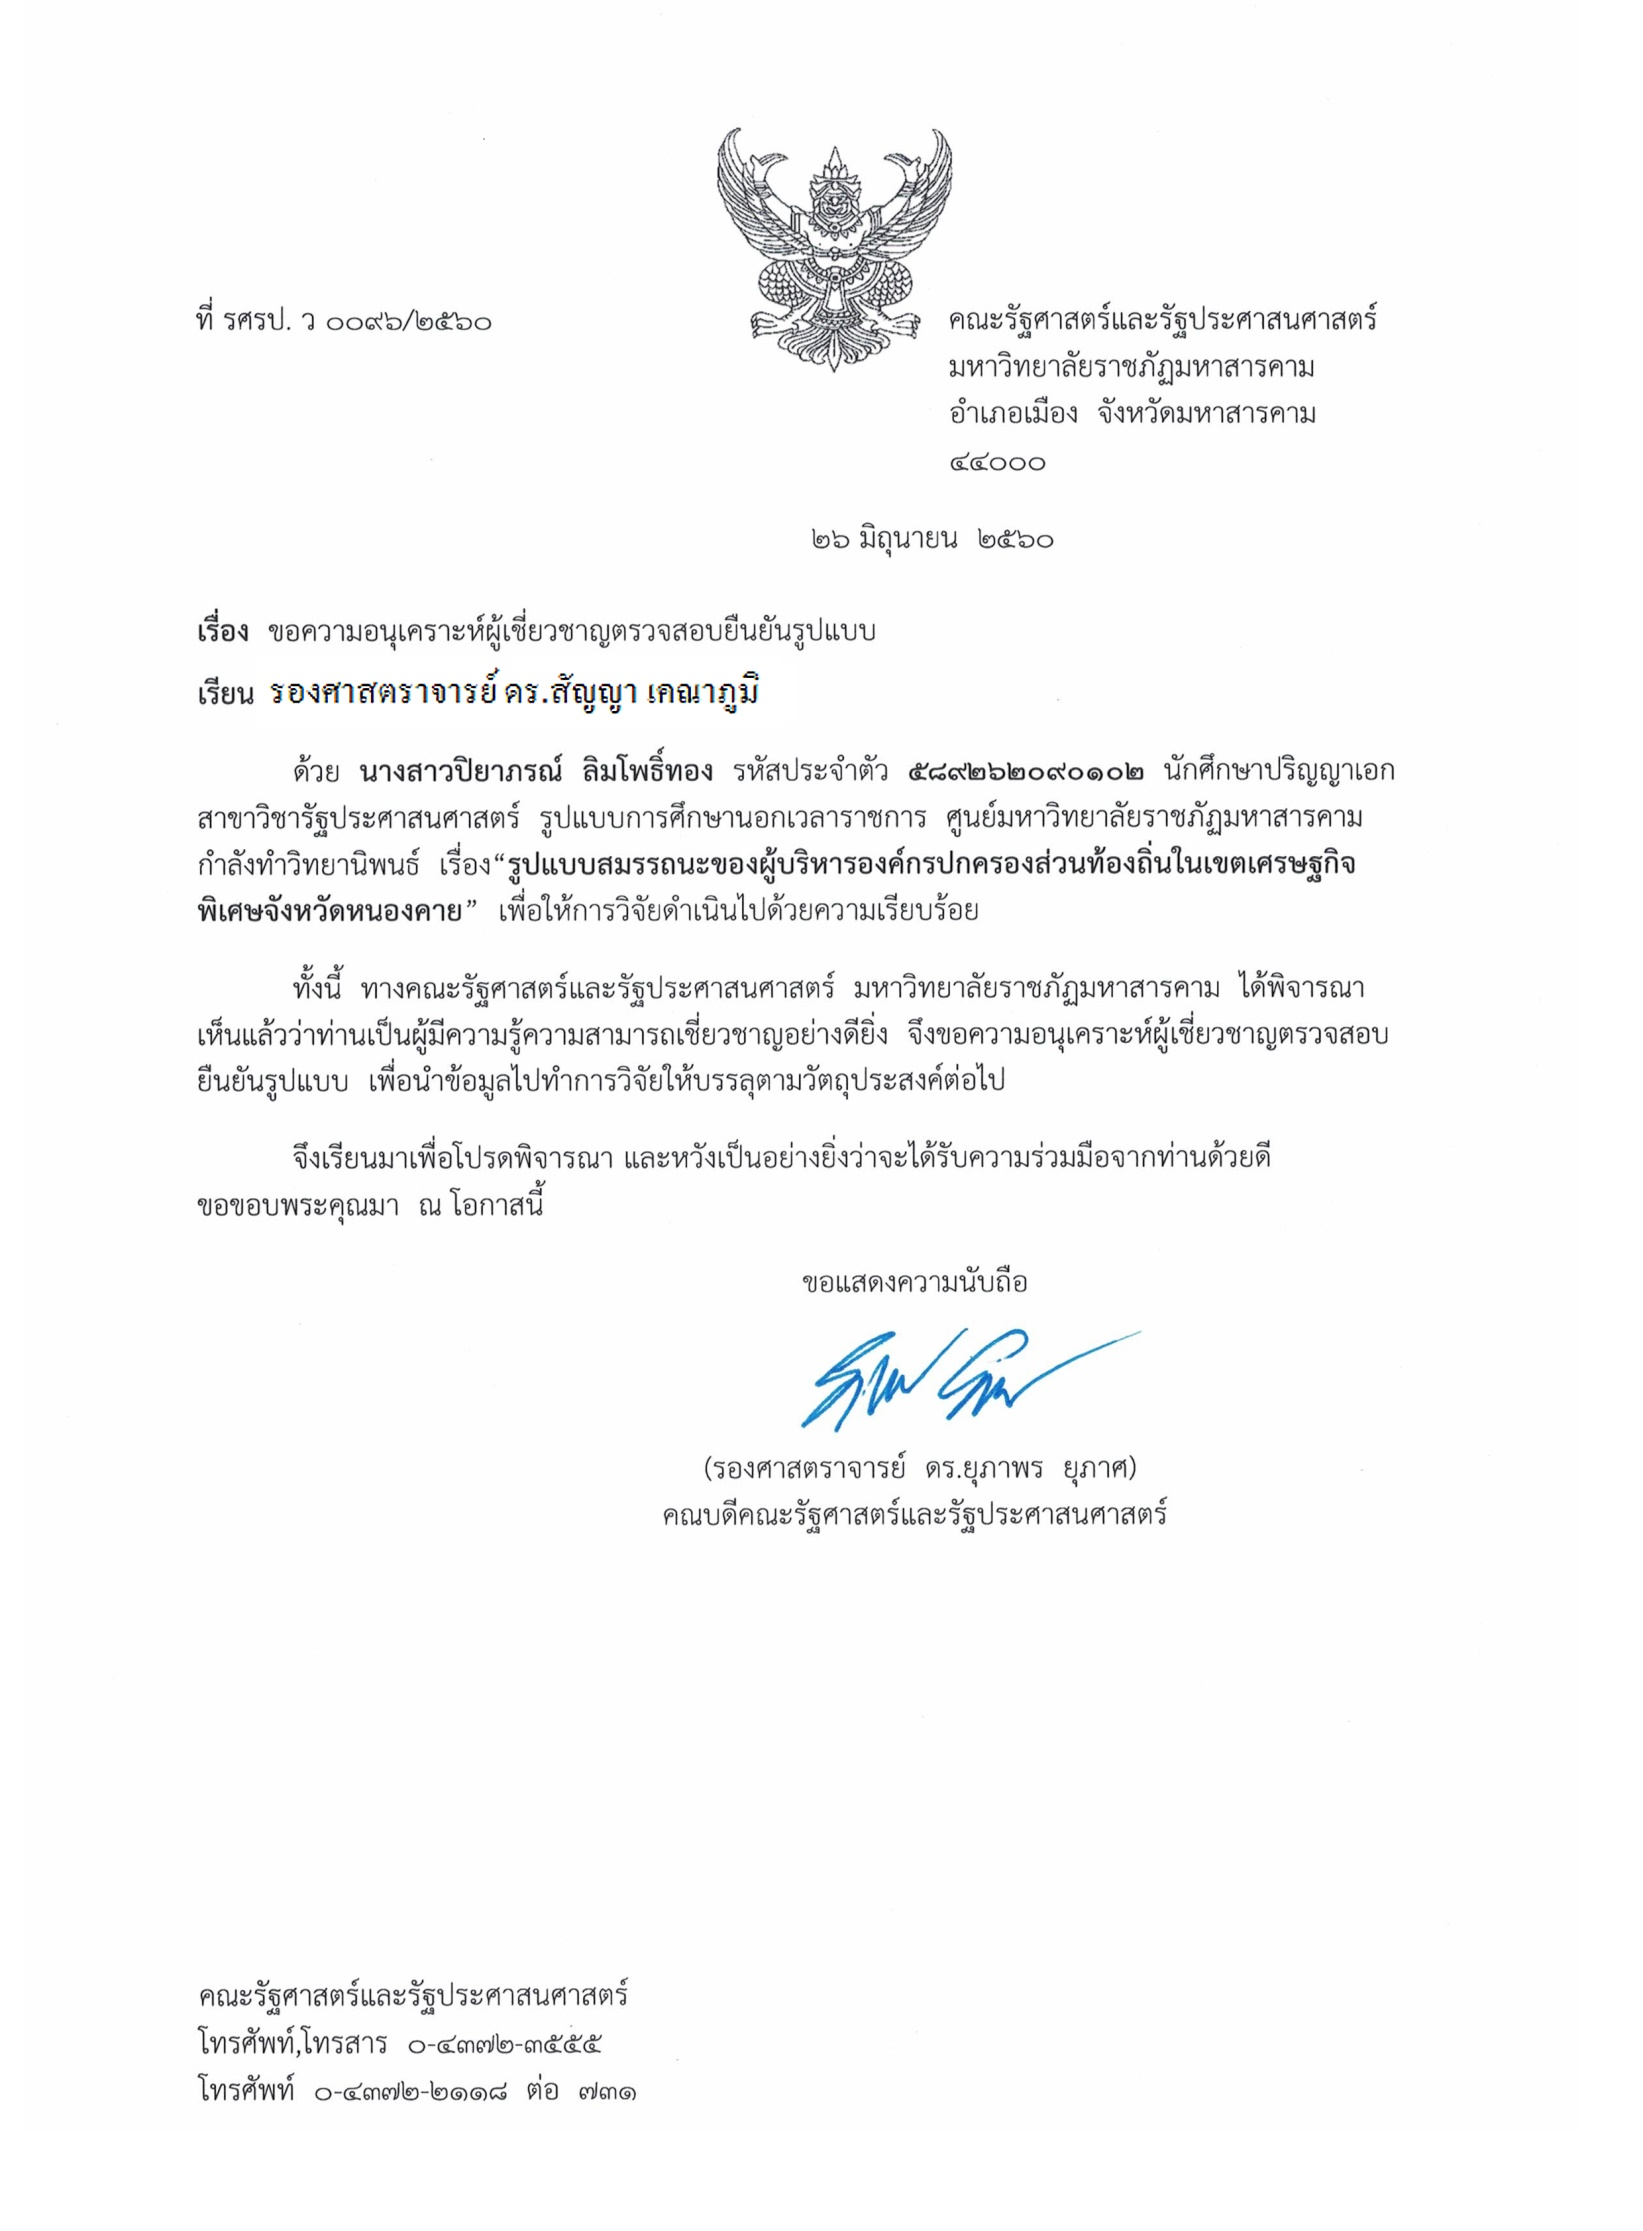 ที่ รศรป. ว ๐๐๙๖/๒๕๖๐
คณะรัฐศาสตร์และรัฐประศาสนศาสตร์
มหาวิทยาลัยราชภัฏมหาสารคาม
อำเภอเมือง จังหวัดมหาสารคาม
๔๔๐๐๐
๒๖ มิถุนายน ๒๕๖๐
เรื่อง ขอความอนุเคราะห์ผู้เชี่ยวชาญตรวจสอบยืนยันรูปแบบ
เรียน รองศาสตราจารย์ ดร.สัญญา เคณาภูมิ
ด้วย นางสาวปิยาภรณ์ ลิมโพธิ์ทอง รหัสประจำตัว ๕๘๙๒๖๒๐๙๐๑๐๒ นักศึกษาปริญญาเอก
สาขาวิชารัฐประศาสนศาสตร์ รูปแบบการศึกษานอกเวลาราชการ ศูนย์มหาวิทยาลัยราชภัฏมหาสารคาม
กำลังทำวิทยานิพนธ์ เรื่อง“รูปแบบสมรรถนะของผู้บริหารองค์กรปกครองส่วนท้องถิ่นในเขตเศรษฐกิจ
พิเศษจังหวัดหนองคาย” เพื่อให้การวิจัยดำเนินไปด้วยความเรียบร้อย
ทั้งนี้ ทางคณะรัฐศาสตร์และรัฐประศาสนศาสตร์ มหาวิทยาลัยราชภัฏมหาสารคาม ได้พิจารณา
เห็นแล้วว่าท่านเป็นผู้มีความรู้ความสามารถเชี่ยวชาญอย่างดียิ่ง จึงขอความอนุเคราะห์ผู้เชี่ยวชาญตรวจสอบ
ยืนยันรูปแบบ เพื่อนำข้อมูลไปทำการวิจัยให้บรรลุตามวัตถุประสงค์ต่อไป
จึงเรียนมาเพื่อโปรดพิจารณา และหวังเป็นอย่างยิ่งว่าจะได้รับความร่วมมือจากท่านด้วยดี
ขอขอบพระคุณมา ณ โอกาสนี้
ขอแสดงความนับถือ
(รองศาสตราจารย์ ดร.ยุภาพร ยุภาศ)
คณบดีคณะรัฐศาสตร์และรัฐประศาสนศาสตร์
คณะรัฐศาสตร์และรัฐประศาสนศาสตร์
โทรศัพท์,โทรสาร ๐-๔๓๗๒-๓๕๕๕
โทรศัพท์ ๐-๔๓๗๒-๒๑๑๘ ต่อ ๗๓๑